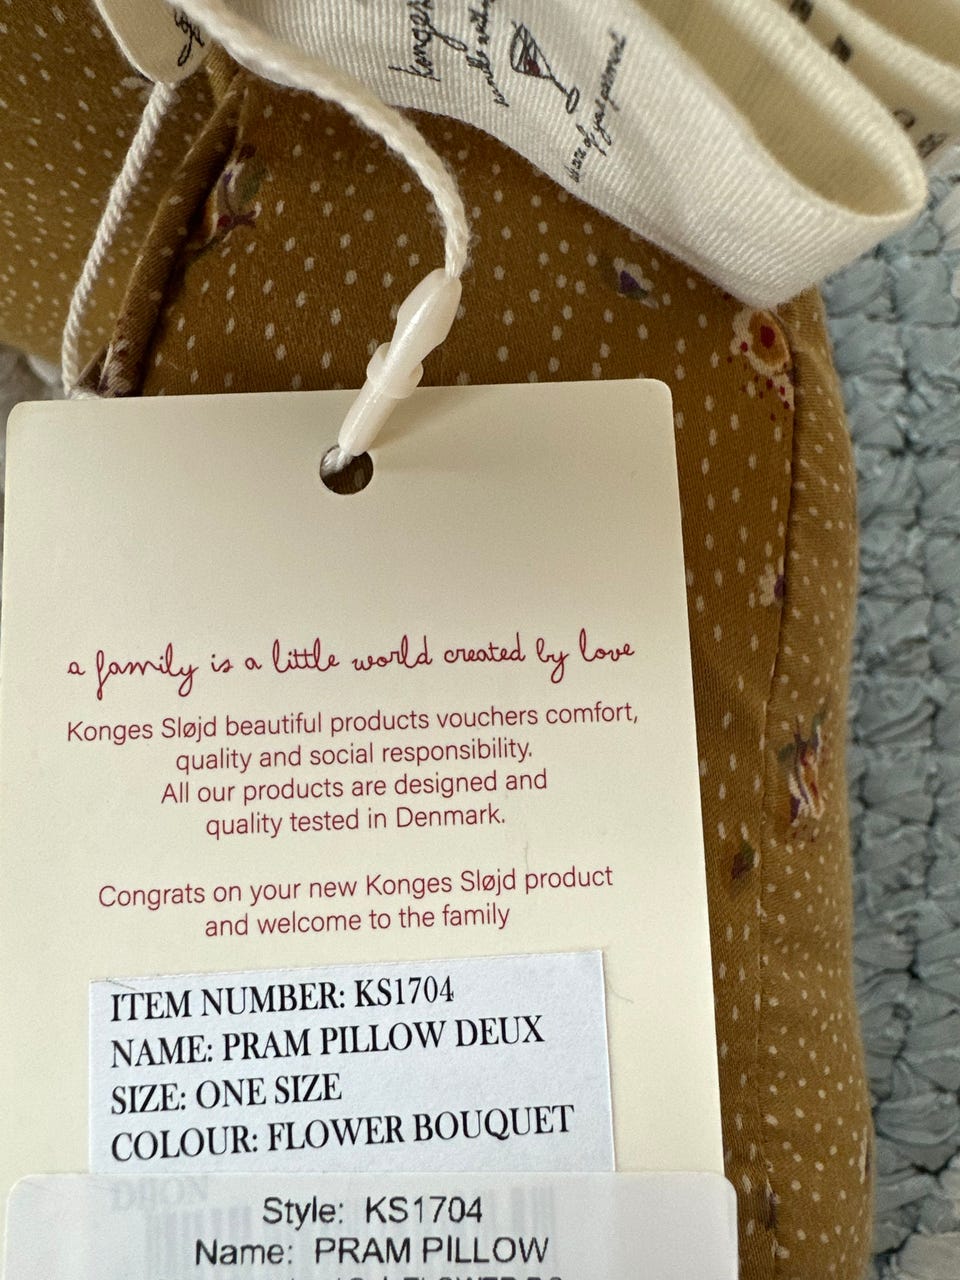 Konges
a family is a little world created by love
Konges Sløjd beautiful products vouchers comfort,
quality and social responsibility.
All our products are designed and
quality tested in Denmark.
Congrats on your new Konges Sløjd product
and welcome to the family
ITEM NUMBER: KS1704
NAME: PRAM PILLOW DEUX
SIZE: ONE SIZE
COLOUR: FLOWER BOUQUET
DIJON
Style: KS1704
Name: PRAM PILLOW